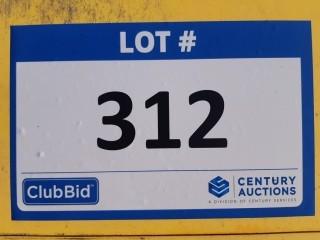 LOT #
312
ClubBid
CENTURY
AUCTIONS
A DIVISION OF CENTURY SERVICES